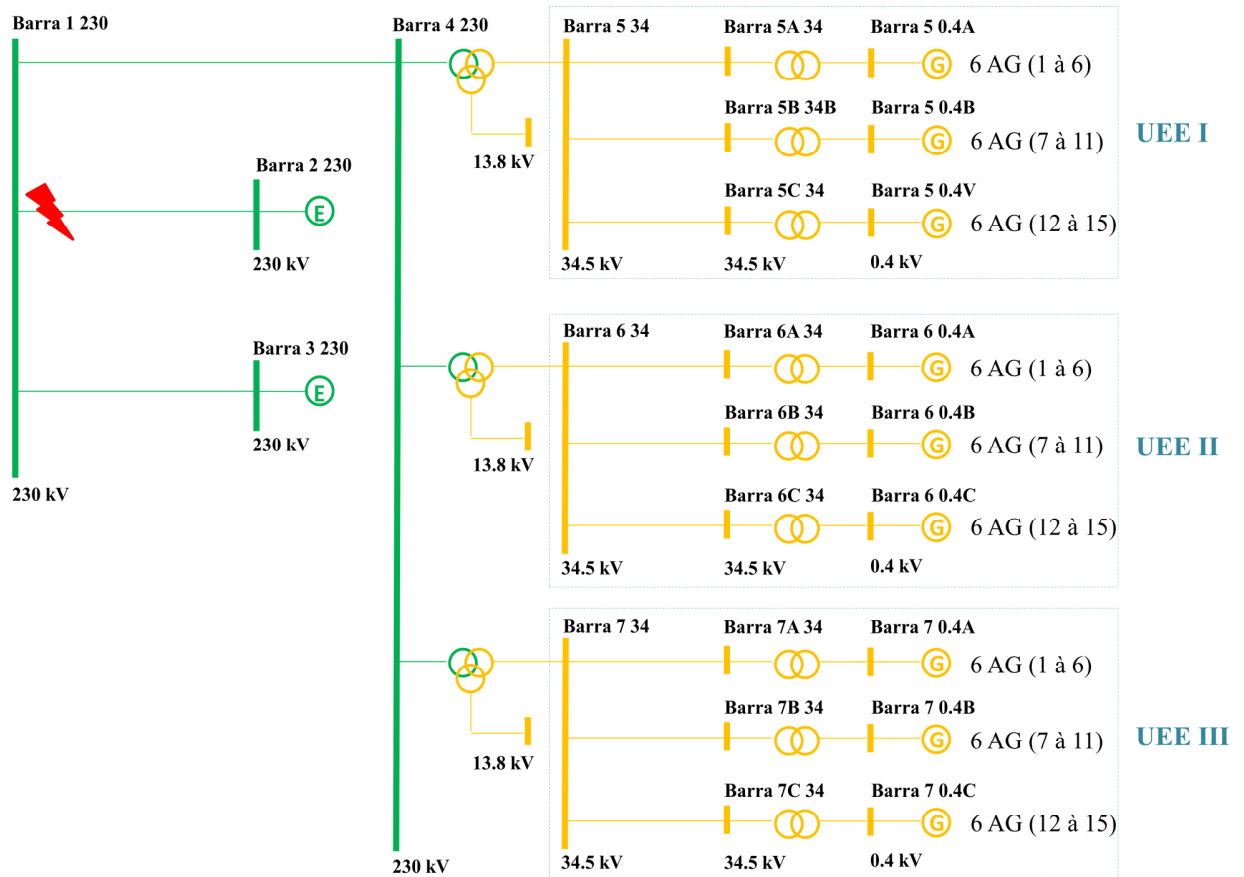 Barra 1 230
Barra 4 230
Barra 5 34
Barra 5A 34
Barra 5 0.4A
G
6 AG (1 à 6)
Barra 5B 34B
Barra 5 0.4B
G
6 AG (7 à 11)
UEE I
13.8 kV
Barra 2 230
E
230 kV
Barra 5C 34
Barra 5 0.4V
G
6 AG (12 à 15)
34.5 kV
34.5 kV
0.4 kV
Barra 3 230
E
230 kV
230 kV
Barra 6 34
Barra 6A 34
Barra 6 0.4A
G
6 AG (1 à 6)
Barra 6B 34
Barra 6 0.4B
G
6 AG (7 à 11)
UEE II
13.8 kV
Barra 6C 34
Barra 6 0.4C
G
6 AG (12 à 15)
34.5 kV
34.5 kV
0.4 kV
Barra 7 34
Barra 7A 34
Barra 7 0.4A
G
6 AG (1 à 6)
Barra 7B 34
Barra 7 0.4B
G
6 AG (7 à 11)
UEE III
13.8 kV
Barra 7C 34
Barra 7 0.4C
G
6 AG (12 à 15)
230 kV
34.5 kV
34.5 kV
0.4 kV